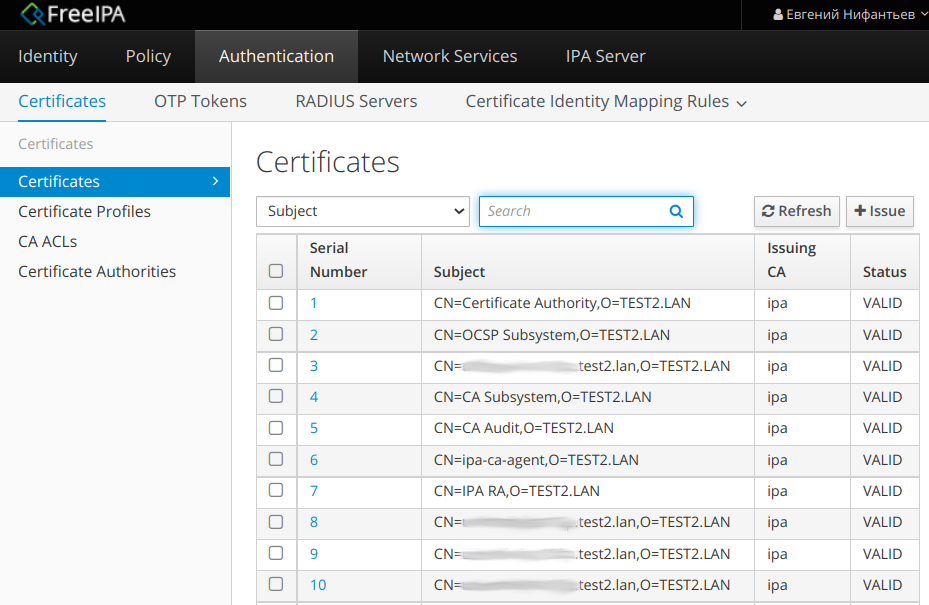 FreeIPA
Евгений Нифантьев
Identity Policy Authentication Network Services IPA Server
Certificates OTP Tokens RADIUS Servers Certificate Identity Mapping Rules
Certificates
Certificates
Certificate Profiles
CA ACLs
Certificate Authorities
Certificates
Subject Search Refresh Issue
Serial Number Subject Issuing CA Status
1 CN=Certificate Authority,O=TEST2.LAN ipa VALID
2 CN=OCSP Subsystem,O=TEST2.LAN ipa VALID
3 CN= .test2.lan,O=TEST2.LAN ipa VALID
4 CN=CA Subsystem,O=TEST2.LAN ipa VALID
5 CN=CA Audit,O=TEST2.LAN ipa VALID
6 CN=ipa-ca-agent,O=TEST2.LAN ipa VALID
7 CN=IPA RA,O=TEST2.LAN ipa VALID
8 CN= .test2.lan,O=TEST2.LAN ipa VALID
9 CN= .test2.lan,O=TEST2.LAN ipa VALID
10 CN= test2.lan,O=TEST2.LAN ipa VALID